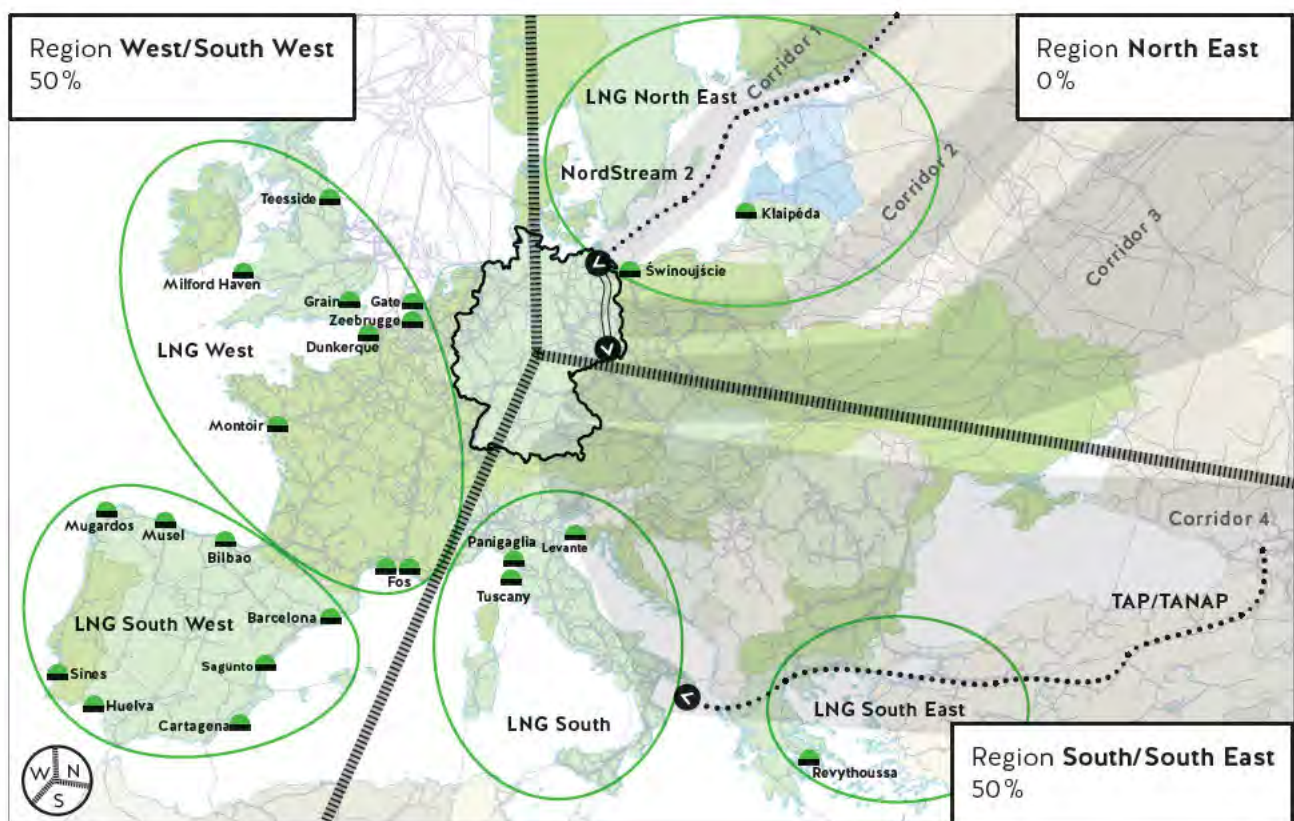 Region West/South West
50%
Region North East
0%
Corridor 1
LNG North East
NordStream 2
Corridor 2
Corridor 3
Teesside
Klaipėda
Świnoujście
Milford Haven
Grain
Gate
Zeebrugge
Dunkerque
LNG West
Montoir
Mugardos
Musel
Bilbao
Fos
Panigaglia
Levante
Tuscany
Corridor 4
TAP/TANAP
LNG South West
Barcelona
Sagunto
Sines
Huelva
Cartagena
LNG South
LNG South East
Revythoussa
Region South/South East
50%
W N
S